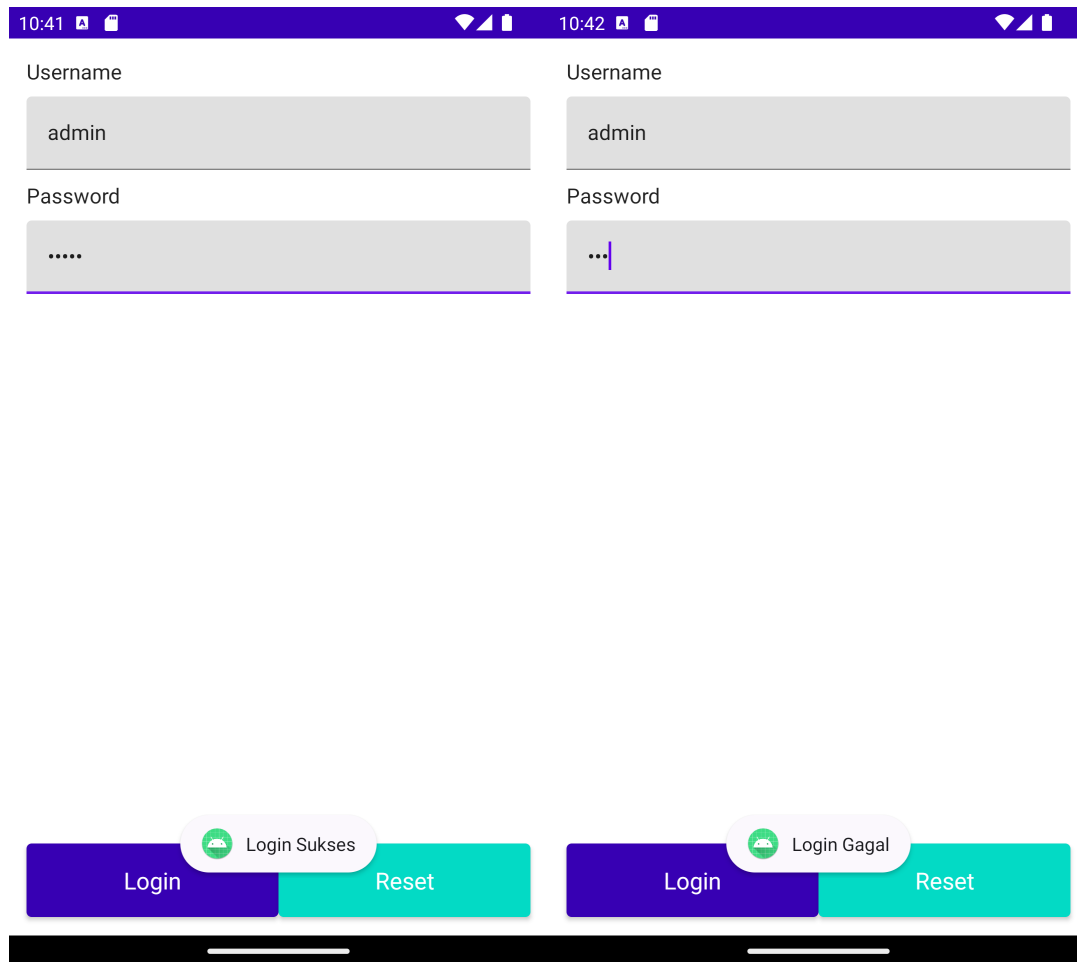 10:41
Username
admin
Password
•••••
Login Sukses
Login
Reset
10:42
Username
admin
Password
•••
Login Gagal
Login
Reset